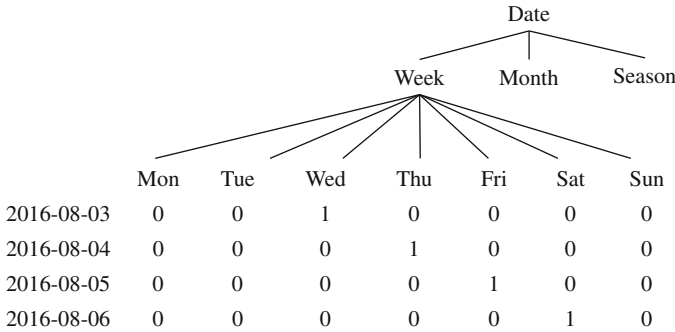 Date
Week Month Season
Mon Tue Wed Thu Fri Sat Sun
2016-08-03 0 0 1 0 0 0 0
2016-08-04 0 0 0 1 0 0 0
2016-08-05 0 0 0 0 1 0 0
2016-08-06 0 0 0 0 0 1 0